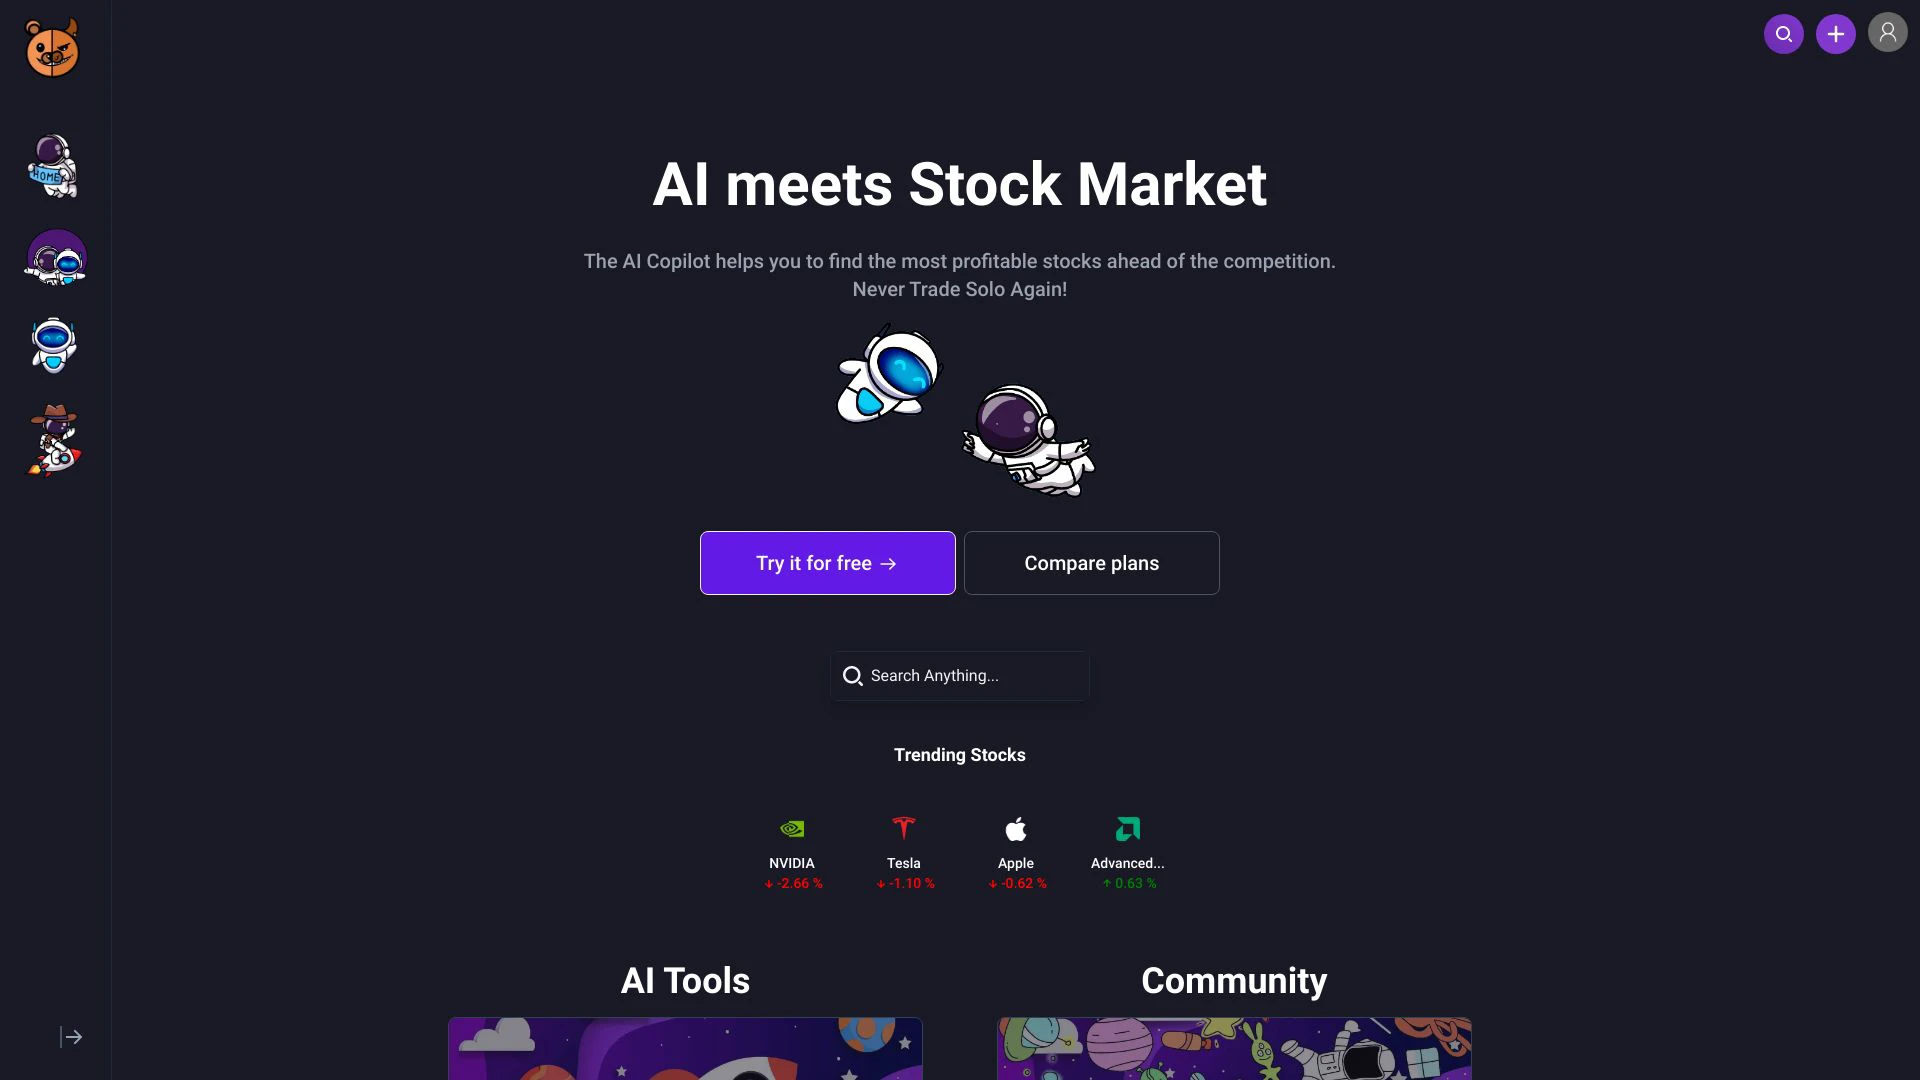 HOME
AI meets Stock Market
The AI Copilot helps you to find the most profitable stocks ahead of the competition.
Never Trade Solo Again!
Try it for free →
Compare plans
Search Anything...
Trending Stocks
NVIDIA
↓ -2.66 %
Tesla
↓ -1.10 %
Apple
↓ -0.62 %
Advanced...
↑ 0.63 %
AI Tools
Community